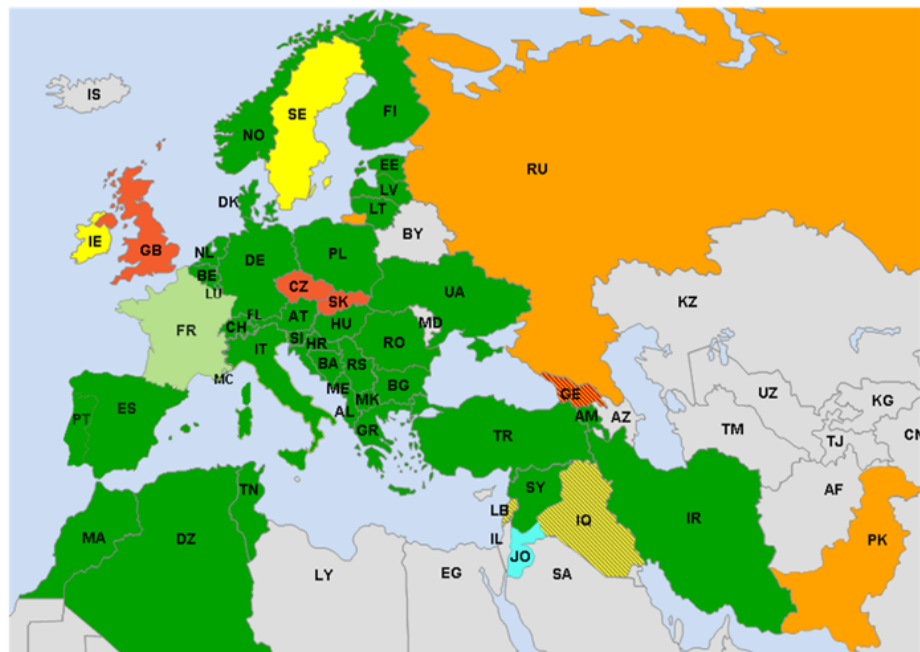 IS
NO
SE
FI
RU
EE
LV
LT
DK
BY
IE
GB
NL
BE
LU
DE
PL
CZ
SK
UA
KZ
FR
FL
CH
AT
HU
MD
SI
HR
RO
IT
BA
RS
MC
ME
BG
MK
AL
GR
GE
AM
AZ
UZ
KG
TM
TJ
CN
PT
ES
TR
AF
TN
SY
LB
IQ
IR
MA
DZ
IL
JO
PK
LY
EG
SA